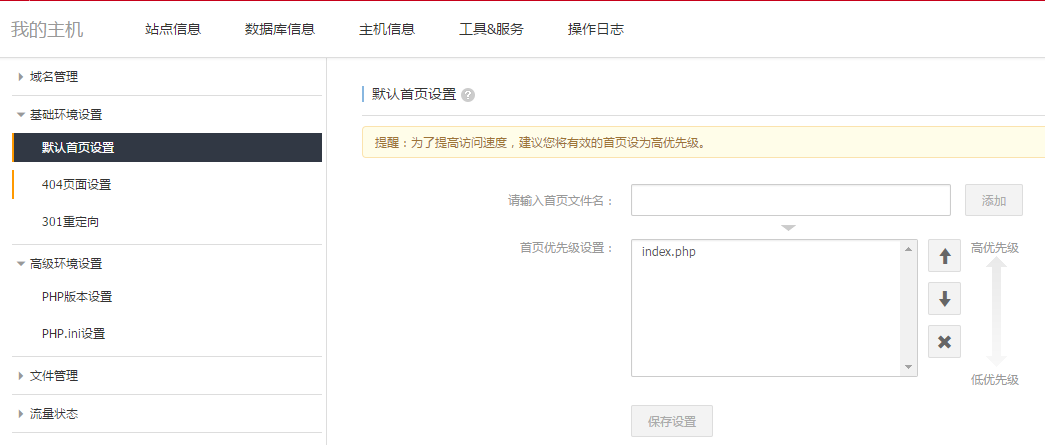 我的主机 站点信息 数据库信息 主机信息 工具&服务 操作日志
域名管理
基础环境设置
默认首页设置
404页面设置
301重定向
高级环境设置
PHP版本设置
PHP.ini设置
文件管理
流量状态
默认首页设置 ?
提醒：为了提高访问速度，建议您将有效的首页设为高优先级。
请输入首页文件名： 添加
首页优先级设置： index.php 高优先级
低优先级
保存设置